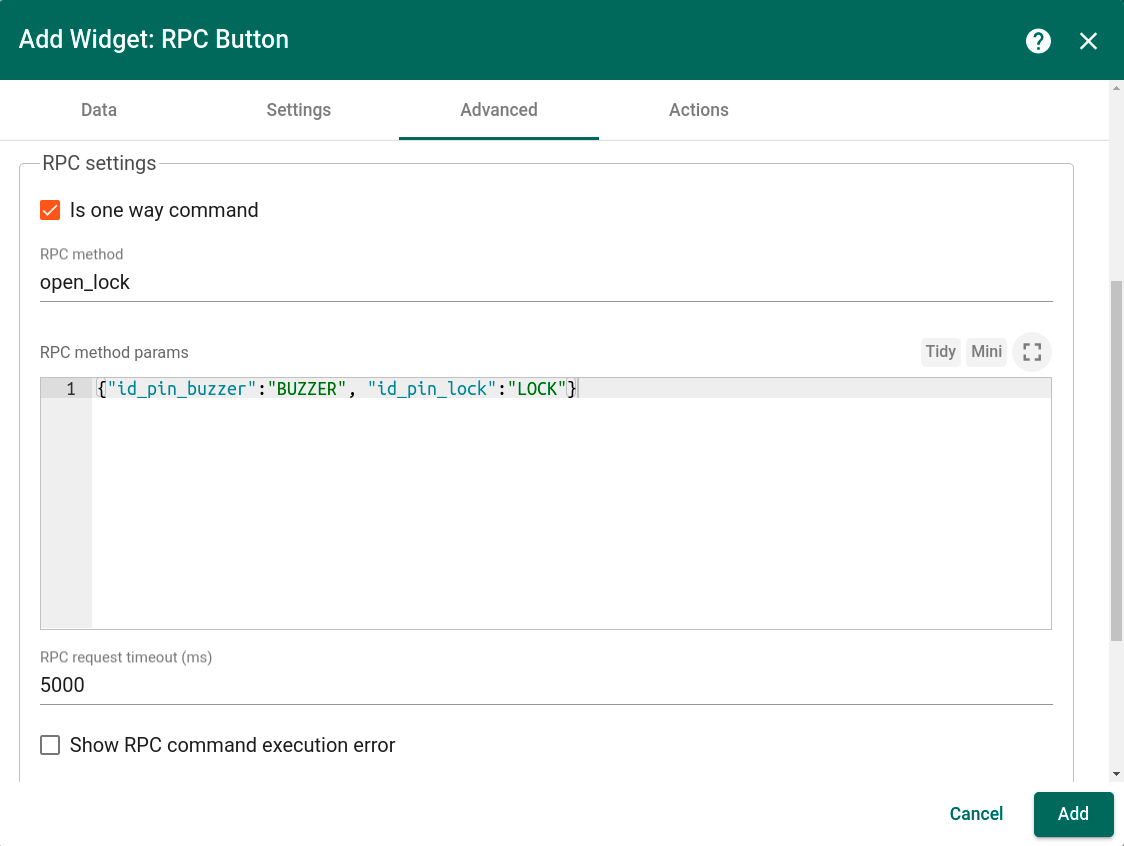 Add Widget: RPC Button
Data Settings Advanced Actions
RPC settings
Is one way command
RPC method
open_lock
RPC method params Tidy Mini
1 {"id_pin_buzzer":"BUZZER", "id_pin_lock":"LOCK"}
RPC request timeout (ms)
5000
Show RPC command execution error
Cancel Add